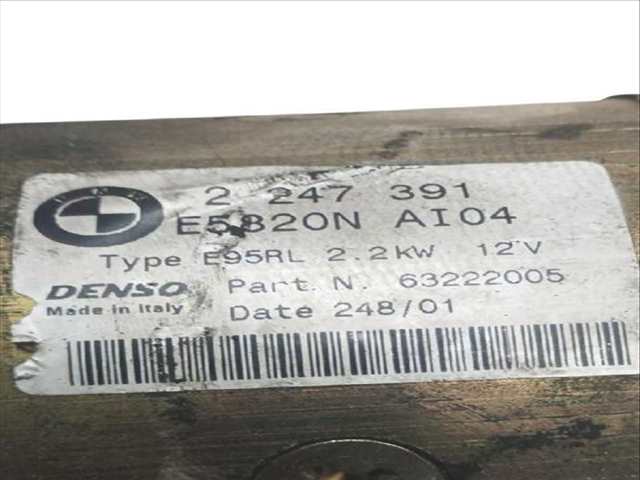 2 247 391
E5820N AI04
Type E95RL 2.2kW 12V
DENSO Part. N. 63222005
Made in Italy Date 248/01